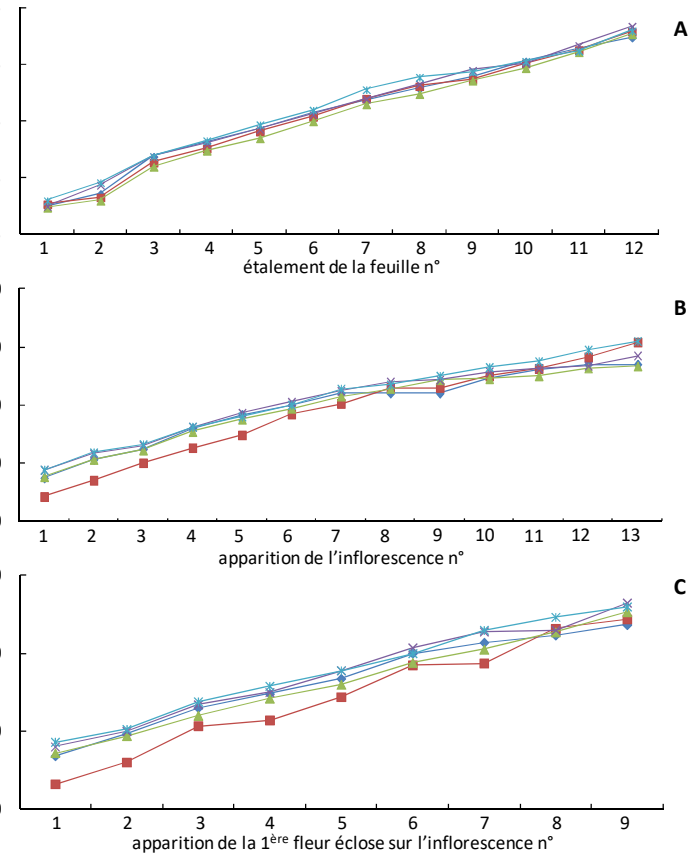 A
1 2 3 4 5 6 7 8 9 10 11 12
étalement de la feuille n°
B
1 2 3 4 5 6 7 8 9 10 11 12 13
apparition de l’inflorescence n°
C
1 2 3 4 5 6 7 8 9
apparition de la 1ère fleur éclose sur l’inflorescence n°